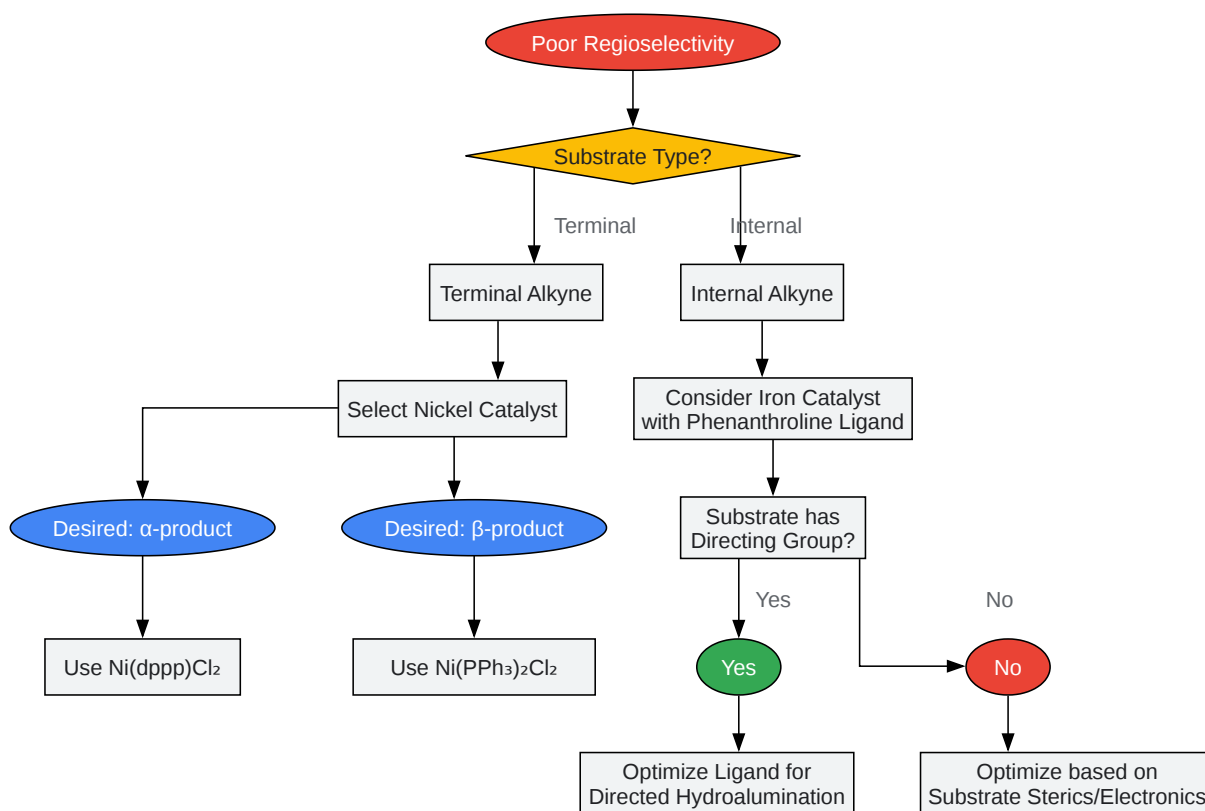 Poor Regioselectivity
Substrate Type?
Terminal
Internal
Terminal Alkyne
Internal Alkyne
Select Nickel Catalyst
Consider Iron Catalyst
with Phenanthroline Ligand
Desired: α-product
Desired: β-product
Substrate has
Directing Group?
Yes
No
Use Ni(dppp)Cl₂
Use Ni(PPh₃)₂Cl₂
Yes
No
Optimize Ligand for
Directed Hydroalumination
Optimize based on
Substrate Sterics/Electronics